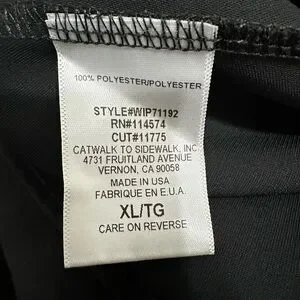 100% POLYESTER/POLYESTER
STYLE#WIP71192
RN#114574
CUT#11775
CATWALK TO SIDEWALK, INC
4731 FRUITLAND AVENUE
VERNON, CA 90058
MADE IN USA
FABRIQUE EN E.U.A.
XL/TG
CARE ON REVERSE